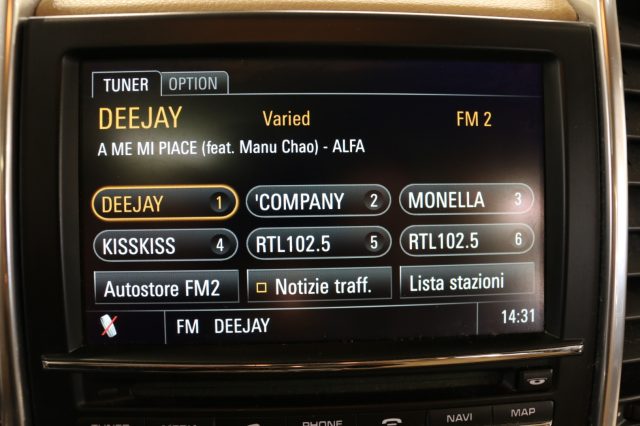 TUNER OPTION
DEEJAY Varied FM 2
A ME MI PIACE (feat. Manu Chao) - ALFA
DEEJAY 1 'COMPANY 2 MONELLA 3
KISSKISS 4 RTL102.5 5 RTL102.5 6
Autostore FM2 Notizie traff. Lista stazioni
FM DEEJAY 14:31
TUNER MEDIA PHONE NAVI MAP